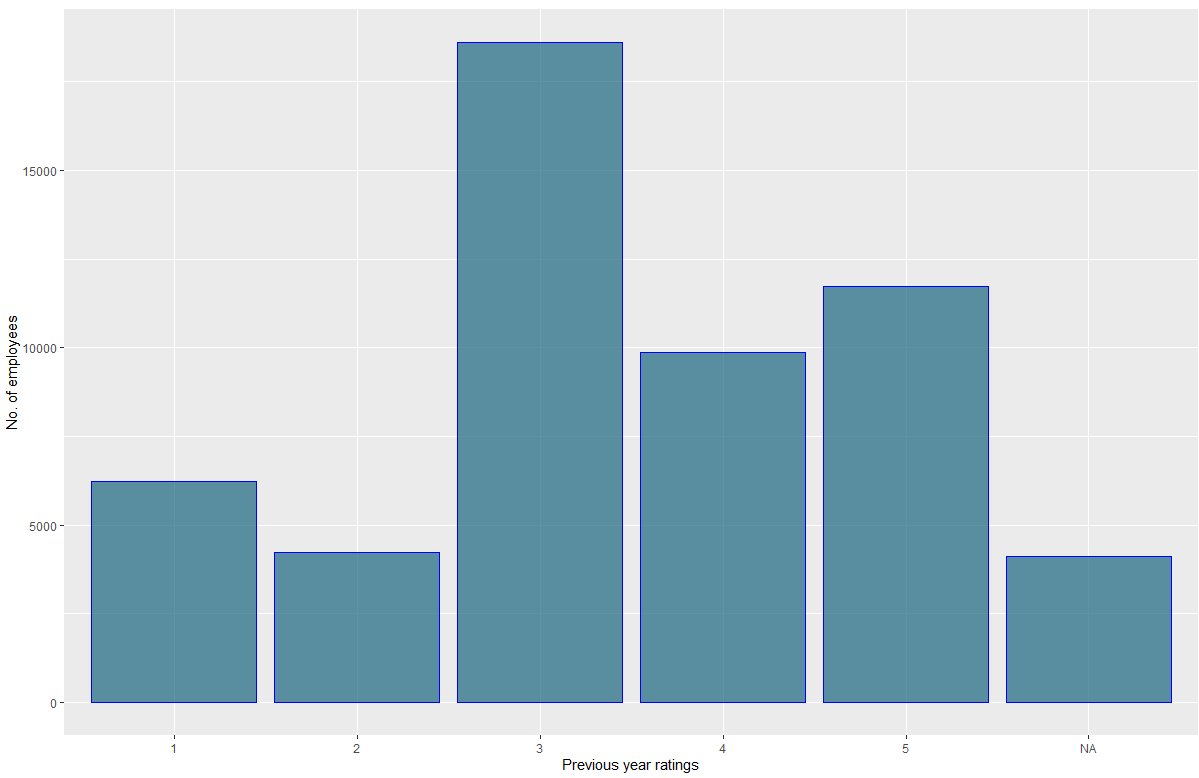 No. of employees
15000
10000
5000
0
1 2 3 4 5 NA
Previous year ratings